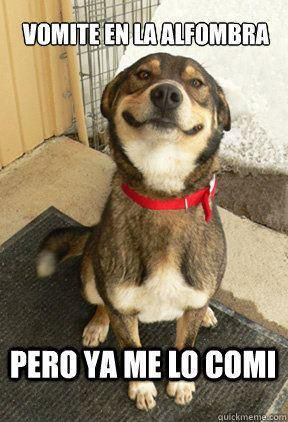 VOMITE EN LA ALFOMBRA
PERO YA ME LO COMI
quickmeme.com